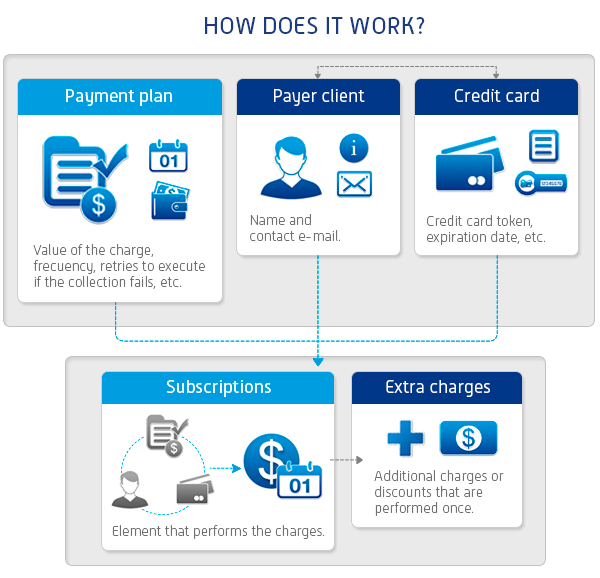 HOW DOES IT WORK?
Payment plan
01
$
Value of the charge,
frecuency, retries to execute
if the collection fails, etc.
Payer client
i
Name and
contact e-mail.
Credit card
Credit card token,
expiration date, etc.
Subscriptions
$
$
01
Element that performs the charges.
Extra charges
$
Additional charges or
discounts that are
performed once.